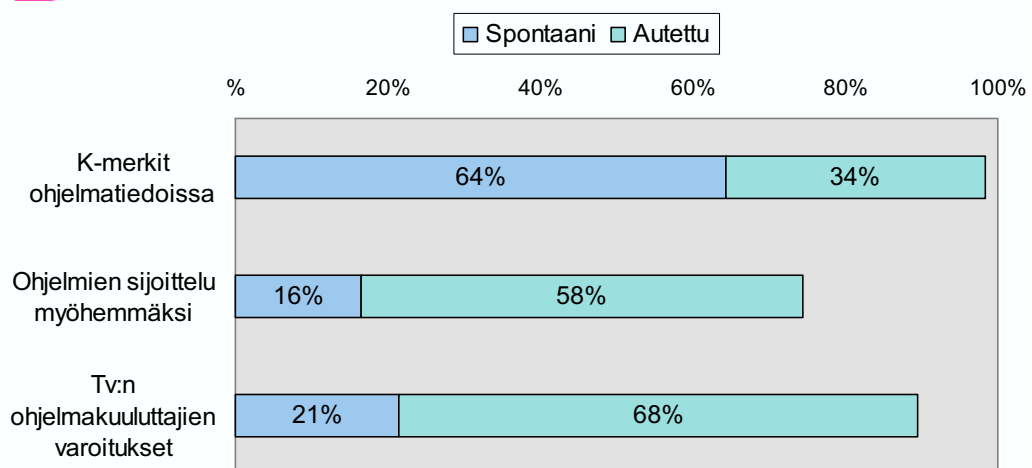 Spontaani Autettu
% 20% 40% 60% 80% 100%
K-merkit
ohjelmatiedoissa
64% 34%
Ohjelmien sijoittelu
myöhemmäksi
16% 58%
Tv:n
ohjelmakuuluttajien
varoitukset
21% 68%